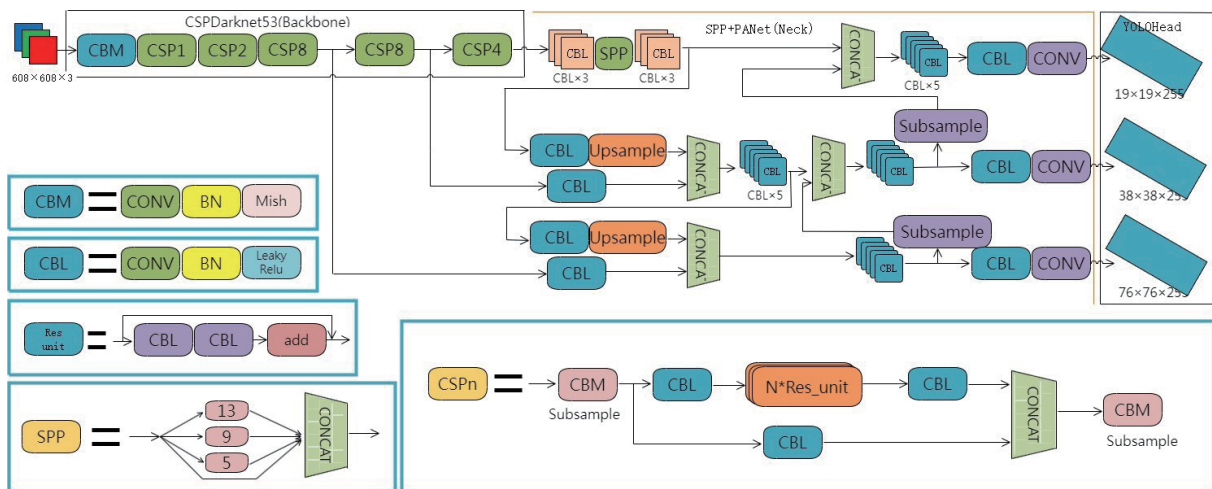 CSPDarknet53(Backbone)
SPP+PANet(Neck)
YOLOHead
608×608×3
CBM
CSP1
CSP2
CSP8
CSP8
CSP4
CBL
CBL×3
SPP
CBL
CBL×3
CONCA
CBL
CBL×5
CBL
CONV
19×19×255
Subsample
CBL
Upsample
CBL
CONCA
CBL
CBL×5
CONCA
CBL
CBL
CONV
38×38×255
CBL
Upsample
CBL
CONCAT
CBL
Subsample
CBL
CONV
76×76×255
CBM
=
CONV
BN
Mish
CBL
=
CONV
BN
Leaky
Relu
Res
unit
=
CBL
CBL
add
SPP
=
13
9
5
CONCAT
CSPn
=
CBM
Subsample
CBL
N*Res_unit
CBL
CBL
CONCAT
CBM
Subsample